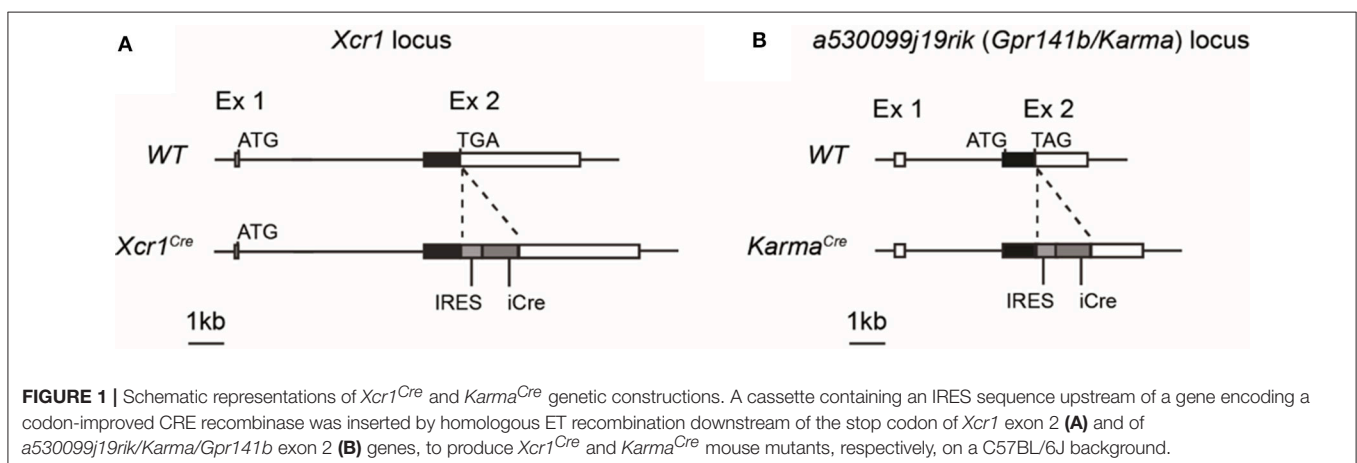 A
Xcr1 locus
Ex 1
Ex 2
WT
ATG
TGA
Xcr1Cre
ATG
IRES
iCre
1kb
B
a530099j19rik (Gpr141b/Karma) locus
Ex 1
Ex 2
WT
ATG
TAG
KarmaCre
IRES
iCre
1kb
FIGURE 1 | Schematic representations of Xcr1Cre and KarmaCre genetic constructions. A cassette containing an IRES sequence upstream of a gene encoding a
codon-improved CRE recombinase was inserted by homologous ET recombination downstream of the stop codon of Xcr1 exon 2 (A) and of
a530099j19rik/Karma/Gpr141b exon 2 (B) genes, to produce Xcr1Cre and KarmaCre mouse mutants, respectively, on a C57BL/6J background.